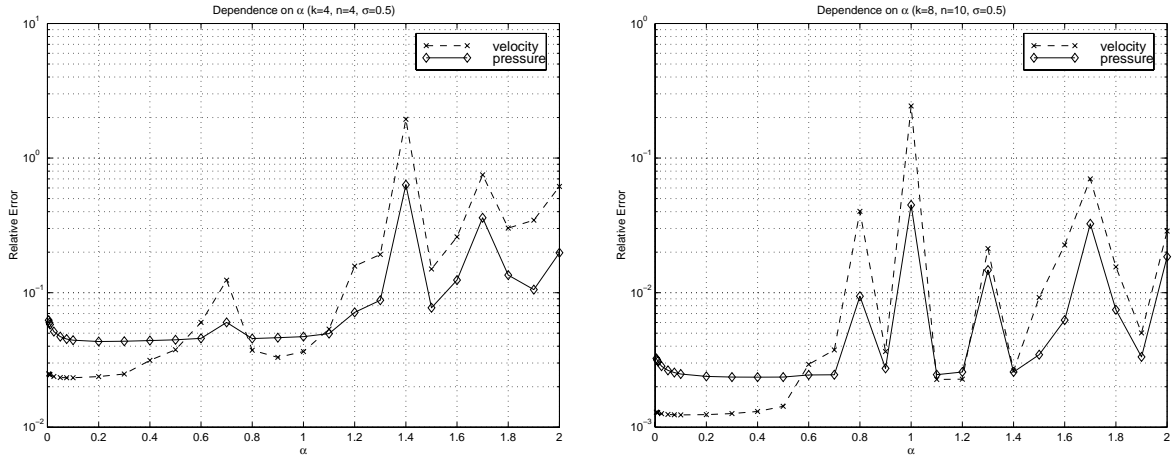 Dependence on α (k=4, n=4, σ=0.5)
velocity
pressure
Relative Error
10^1
10^0
10^-1
10^-2
0 0.2 0.4 0.6 0.8 1 1.2 1.4 1.6 1.8 2
α
Dependence on α (k=8, n=10, σ=0.5)
velocity
pressure
Relative Error
10^0
10^-1
10^-2
10^-3
0 0.2 0.4 0.6 0.8 1 1.2 1.4 1.6 1.8 2
α